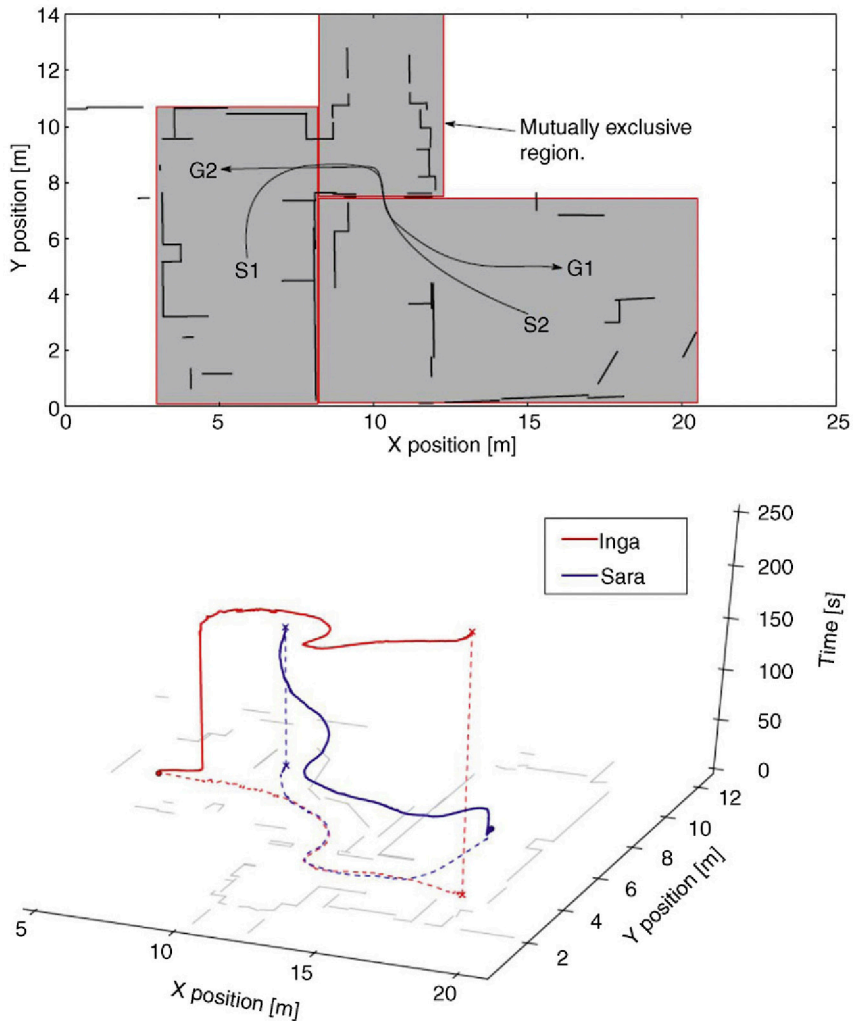 14
12
10
8
6
4
2
0
Y position [m]
G2
S1
G1
S2
Mutually exclusive
region.
0
5
10
15
20
25
X position [m]
Inga
Sara
250
200
150
100
50
0
Time [s]
12
10
8
6
4
2
Y position [m]
5
10
15
20
X position [m]